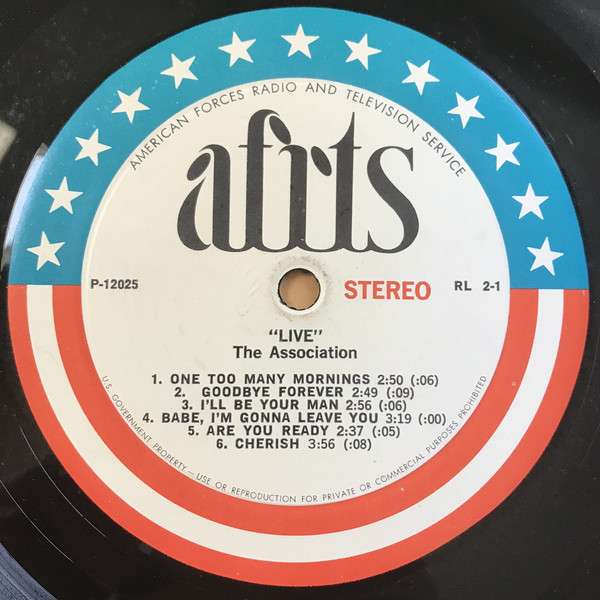 AMERICAN FORCES RADIO AND TELEVISION SERVICE
afrts
P-12025
STEREO
RL 2-1
"LIVE"
The Association
1. ONE TOO MANY MORNINGS 2:50 (:06)
2. GOODBYE FOREVER 2:49 (:09)
3. I'LL BE YOUR MAN 2:56 (:06)
4. BABE, I'M GONNA LEAVE YOU 3:19 (:00)
5. ARE YOU READY 2:37 (:05)
6. CHERISH 3:56 (:08)
U.S. GOVERNMENT PROPERTY — USE OR REPRODUCTION FOR PRIVATE OR COMMERCIAL PURPOSES PROHIBITED